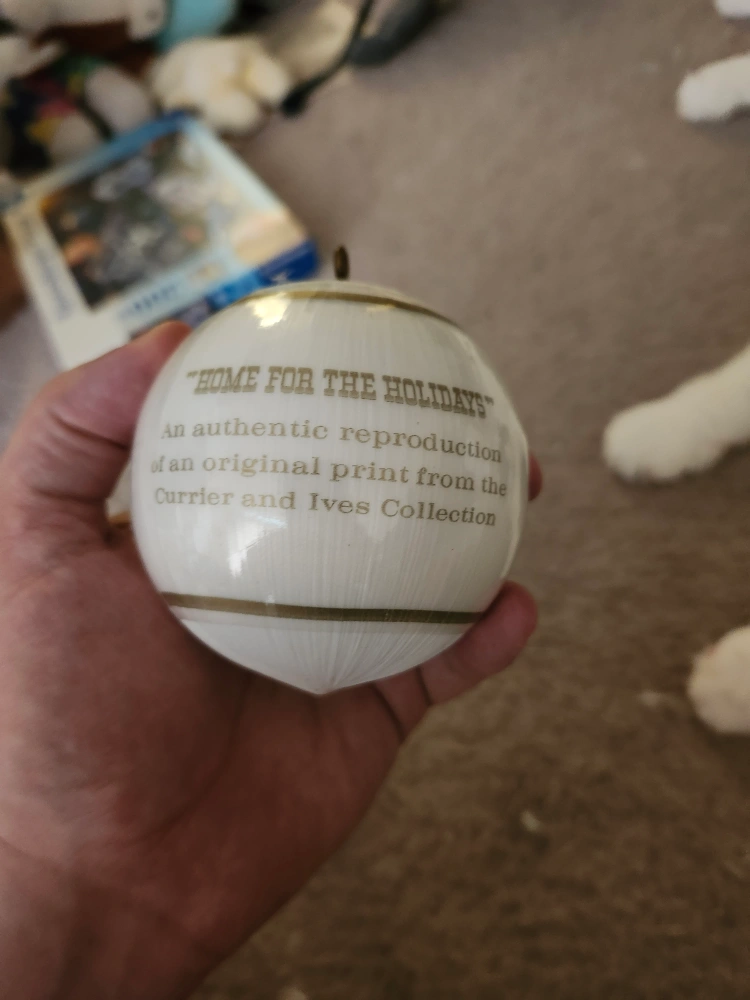 "HOME FOR THE HOLIDAYS"
An authentic reproduction
of an original print from the
Currier and Ives Collection